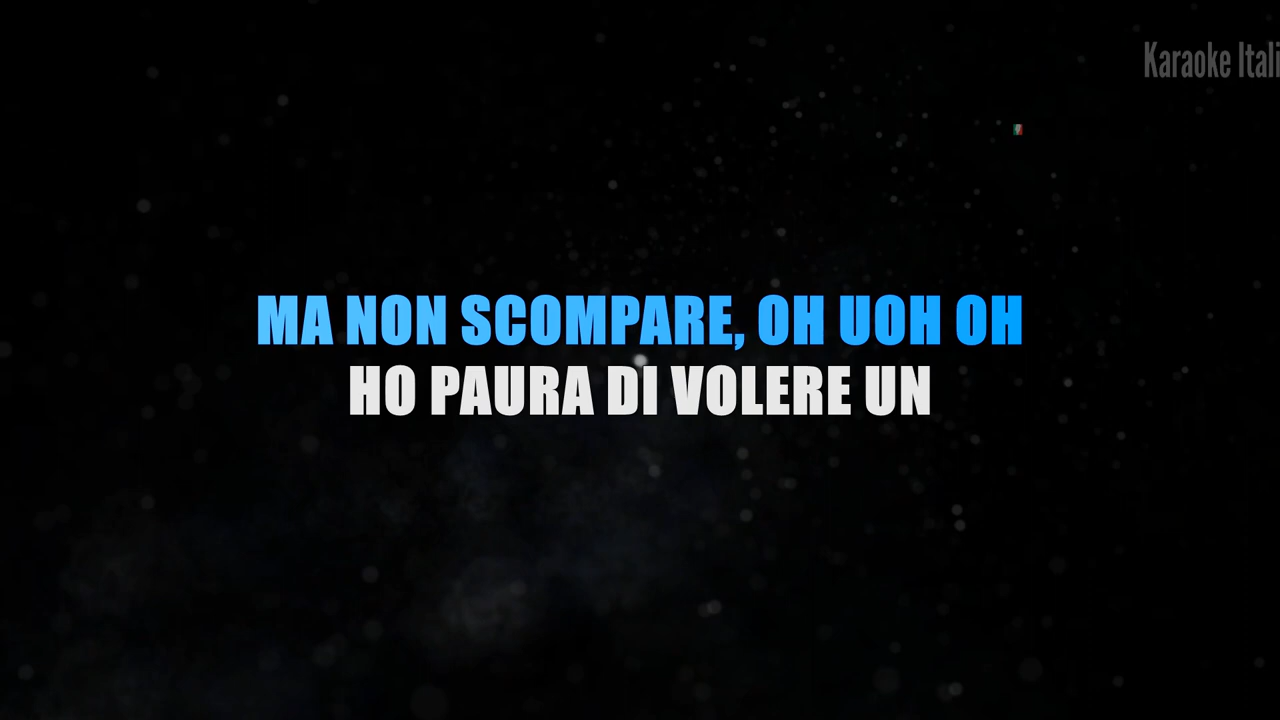 Karaoke Itali
MA NON SCOMPARE, OH UOH OH
HO PAURA DI VOLERE UN